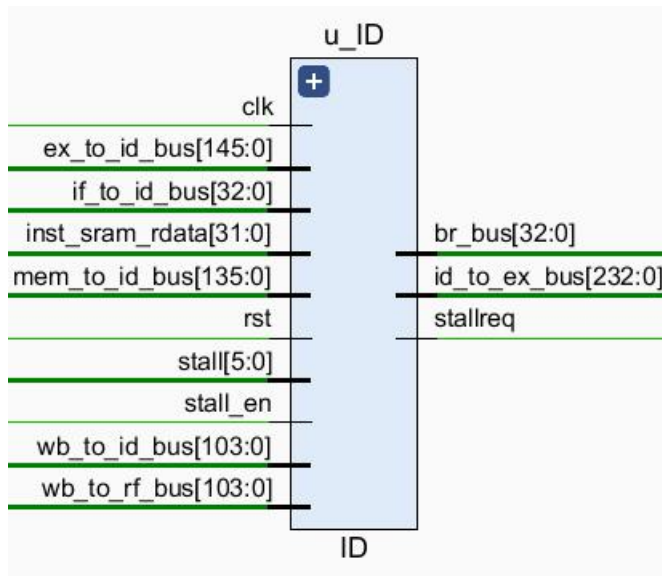 u_ID
clk
ex_to_id_bus[145:0]
if_to_id_bus[32:0]
inst_sram_rdata[31:0]
mem_to_id_bus[135:0]
rst
stall[5:0]
stall_en
wb_to_id_bus[103:0]
wb_to_rf_bus[103:0]
br_bus[32:0]
id_to_ex_bus[232:0]
stallreq
ID